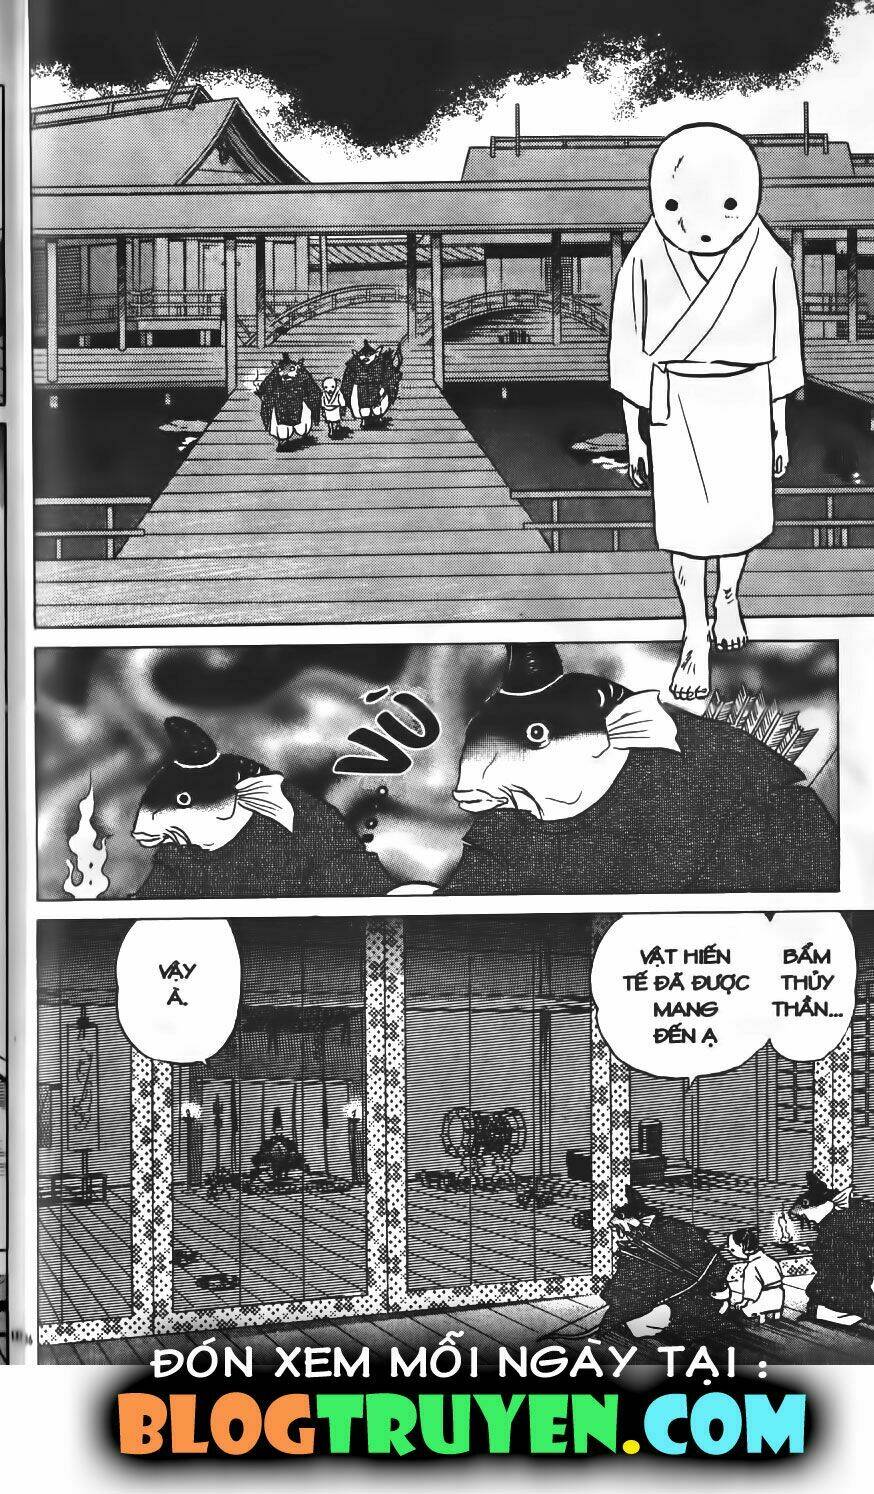 VÙ
BẨM
THỦY
THẦN...
VẬT HIẾN
TẾ ĐÃ ĐƯỢC
MANG
ĐẾN Ạ
VẬY
À.
ĐÓN XEM MỖI NGÀY TẠI :
BLOGTRUYEN.COM